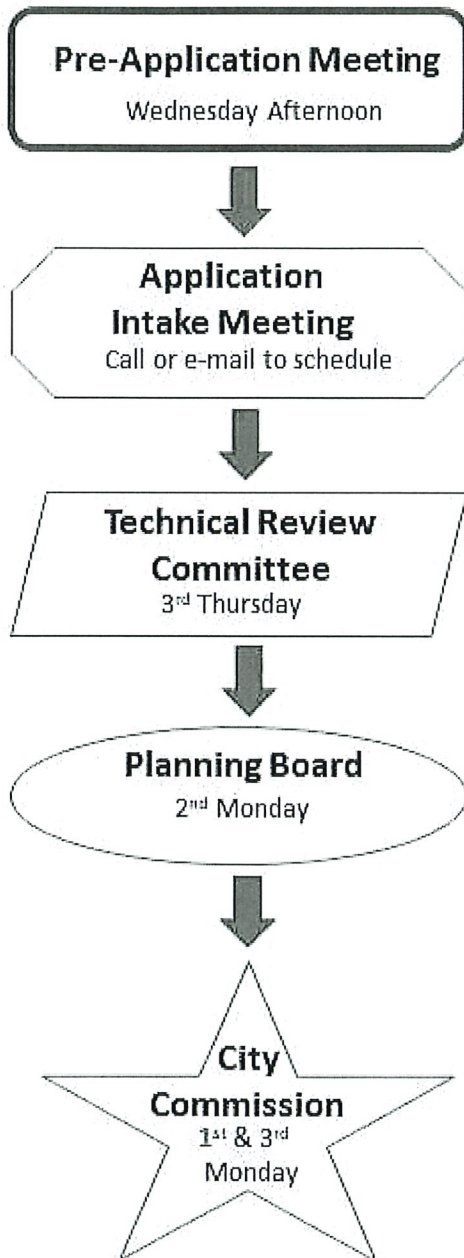 Pre-Application Meeting
Wednesday Afternoon
Application
Intake Meeting
Call or e-mail to schedule
Technical Review
Committee
3rd Thursday
Planning Board
2nd Monday
City
Commission
1st & 3rd
Monday